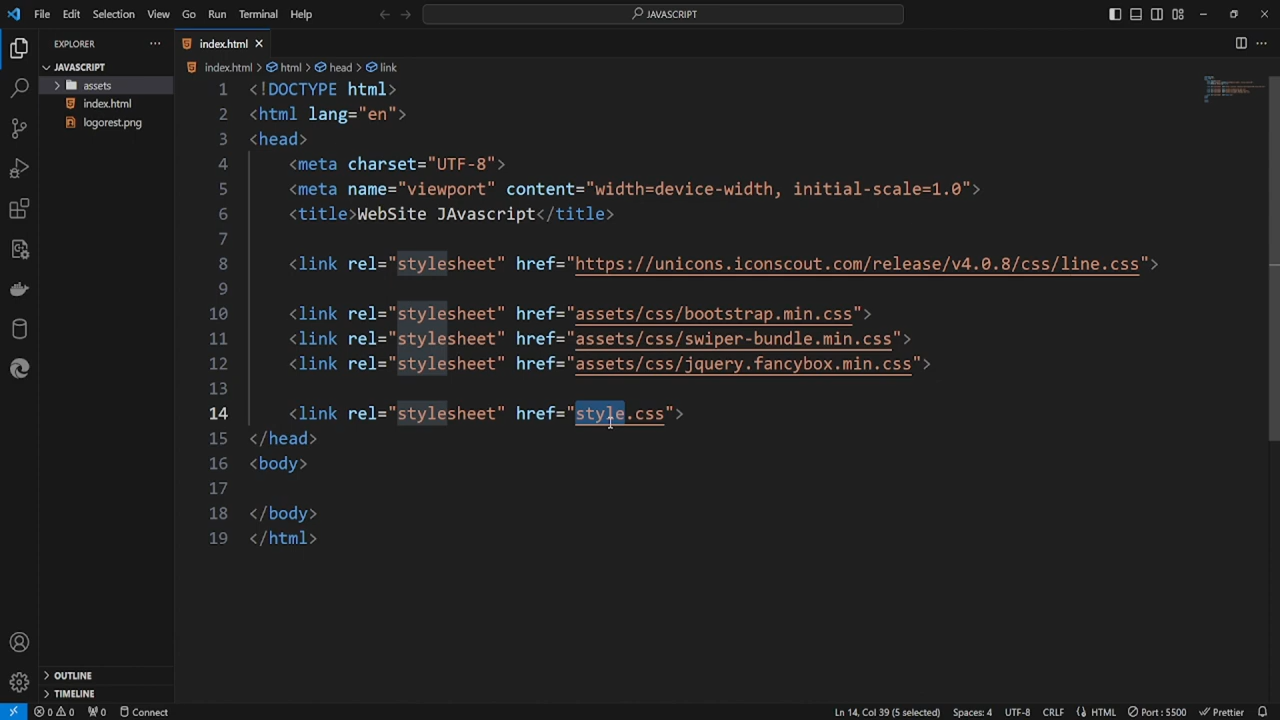 File Edit Selection View Go Run Terminal Help
JAVASCRIPT
EXPLORER
JAVASCRIPT
assets
index.html
logorest.png
OUTLINE
TIMELINE
index.html
index.html > html > head > link
1 <!DOCTYPE html>
2 <html lang="en">
3 <head>
4 <meta charset="UTF-8">
5 <meta name="viewport" content="width=device-width, initial-scale=1.0">
6 <title>WebSite JAvascript</title>
7
8 <link rel="stylesheet" href="https://unicons.iconscout.com/release/v4.0.8/css/line.css">
9
10 <link rel="stylesheet" href="assets/css/bootstrap.min.css">
11 <link rel="stylesheet" href="assets/css/swiper-bundle.min.css">
12 <link rel="stylesheet" href="assets/css/jquery.fancybox.min.css">
13
14 <link rel="stylesheet" href="style.css">
15 </head>
16 <body>
17
18 </body>
19 </html>
0 0 0 Connect Ln 14, Col 39 (5 selected) Spaces: 4 UTF-8 CRLF {} HTML Port : 5500 Prettier